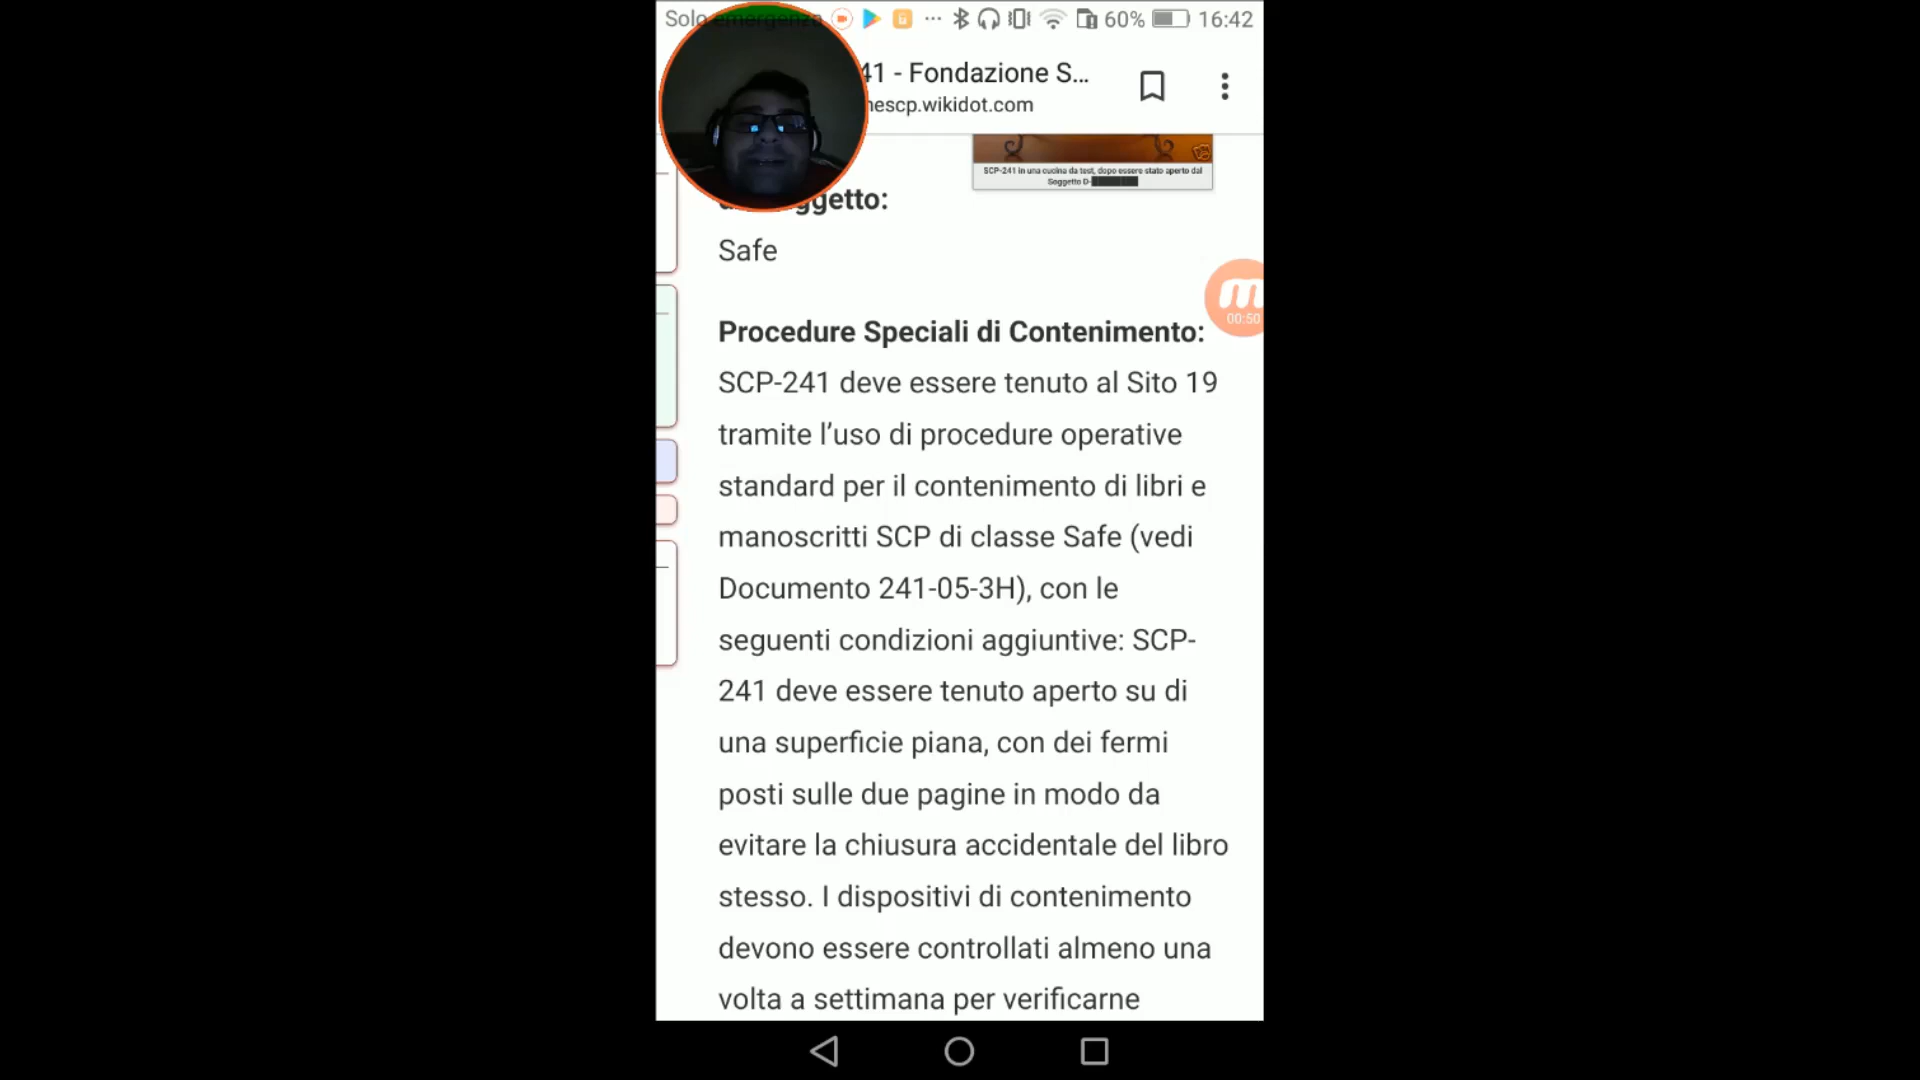 Solo emergenza 60% 16:42
41 - Fondazione S...
nescp.wikidot.com
SCP-241 in una cucina da test, dopo essere stato aperto dal
Soggetto D-
ggetto:
Safe
00:50
Procedure Speciali di Contenimento:
SCP-241 deve essere tenuto al Sito 19
tramite l’uso di procedure operative
standard per il contenimento di libri e
manoscritti SCP di classe Safe (vedi
Documento 241-05-3H), con le
seguenti condizioni aggiuntive: SCP-
241 deve essere tenuto aperto su di
una superficie piana, con dei fermi
posti sulle due pagine in modo da
evitare la chiusura accidentale del libro
stesso. I dispositivi di contenimento
devono essere controllati almeno una
volta a settimana per verificarne